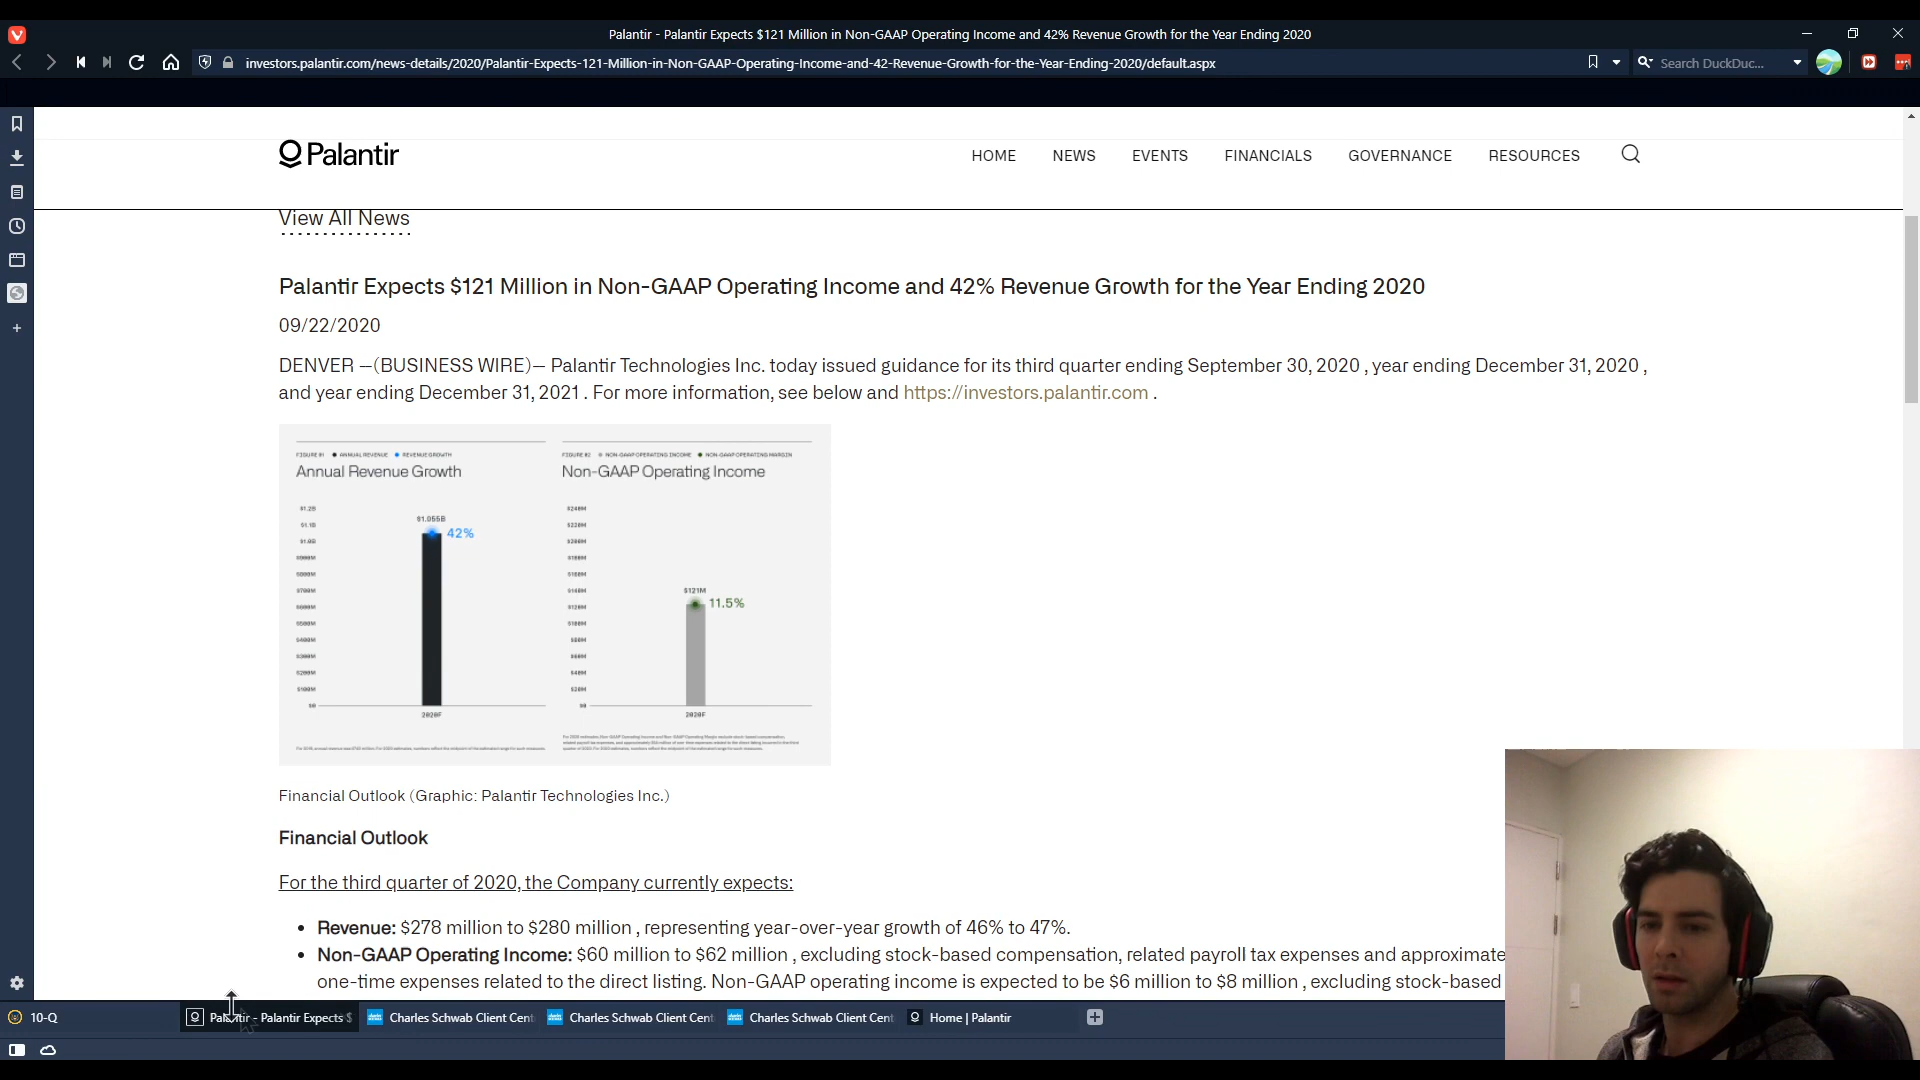 Palantir - Palantir Expects $121 Million in Non-GAAP Operating Income and 42% Revenue Growth for the Year Ending 2020
investors.palantir.com/news-details/2020/Palantir-Expects-121-Million-in-Non-GAAP-Operating-Income-and-42-Revenue-Growth-for-the-Year-Ending-2020/default.aspx
Search DuckDuc...
Palantir
HOME NEWS EVENTS FINANCIALS GOVERNANCE RESOURCES
View All News
Palantir Expects $121 Million in Non-GAAP Operating Income and 42% Revenue Growth for the Year Ending 2020
09/22/2020
DENVER –(BUSINESS WIRE)– Palantir Technologies Inc. today issued guidance for its third quarter ending September 30, 2020 , year ending December 31, 2020 ,
and year ending December 31, 2021 . For more information, see below and https://investors.palantir.com .
FIGURE 01 ANNUAL REVENUE REVENUE GROWTH
Annual Revenue Growth
$1.2B
$1.1B
$1.0B
$900M
$800M
$700M
$600M
$500M
$400M
$300M
$200M
$100M
$0
$1.055B
42%
2020F
FIGURE 02 NON-GAAP OPERATING INCOME NON-GAAP OPERATING MARGIN
Non-GAAP Operating Income
$240M
$220M
$200M
$180M
$160M
$140M
$120M
$100M
$80M
$60M
$40M
$20M
$0
$121M
11.5%
2020F
Financial Outlook (Graphic: Palantir Technologies Inc.)
Financial Outlook
For the third quarter of 2020, the Company currently expects:
• Revenue: $278 million to $280 million , representing year-over-year growth of 46% to 47%.
• Non-GAAP Operating Income: $60 million to $62 million , excluding stock-based compensation, related payroll tax expenses and approximate
one-time expenses related to the direct listing. Non-GAAP operating income is expected to be $6 million to $8 million , excluding stock-based
10-Q
Palantir - Palantir Expects $
Charles Schwab Client Cent
Charles Schwab Client Cent
Charles Schwab Client Cent
Home | Palantir